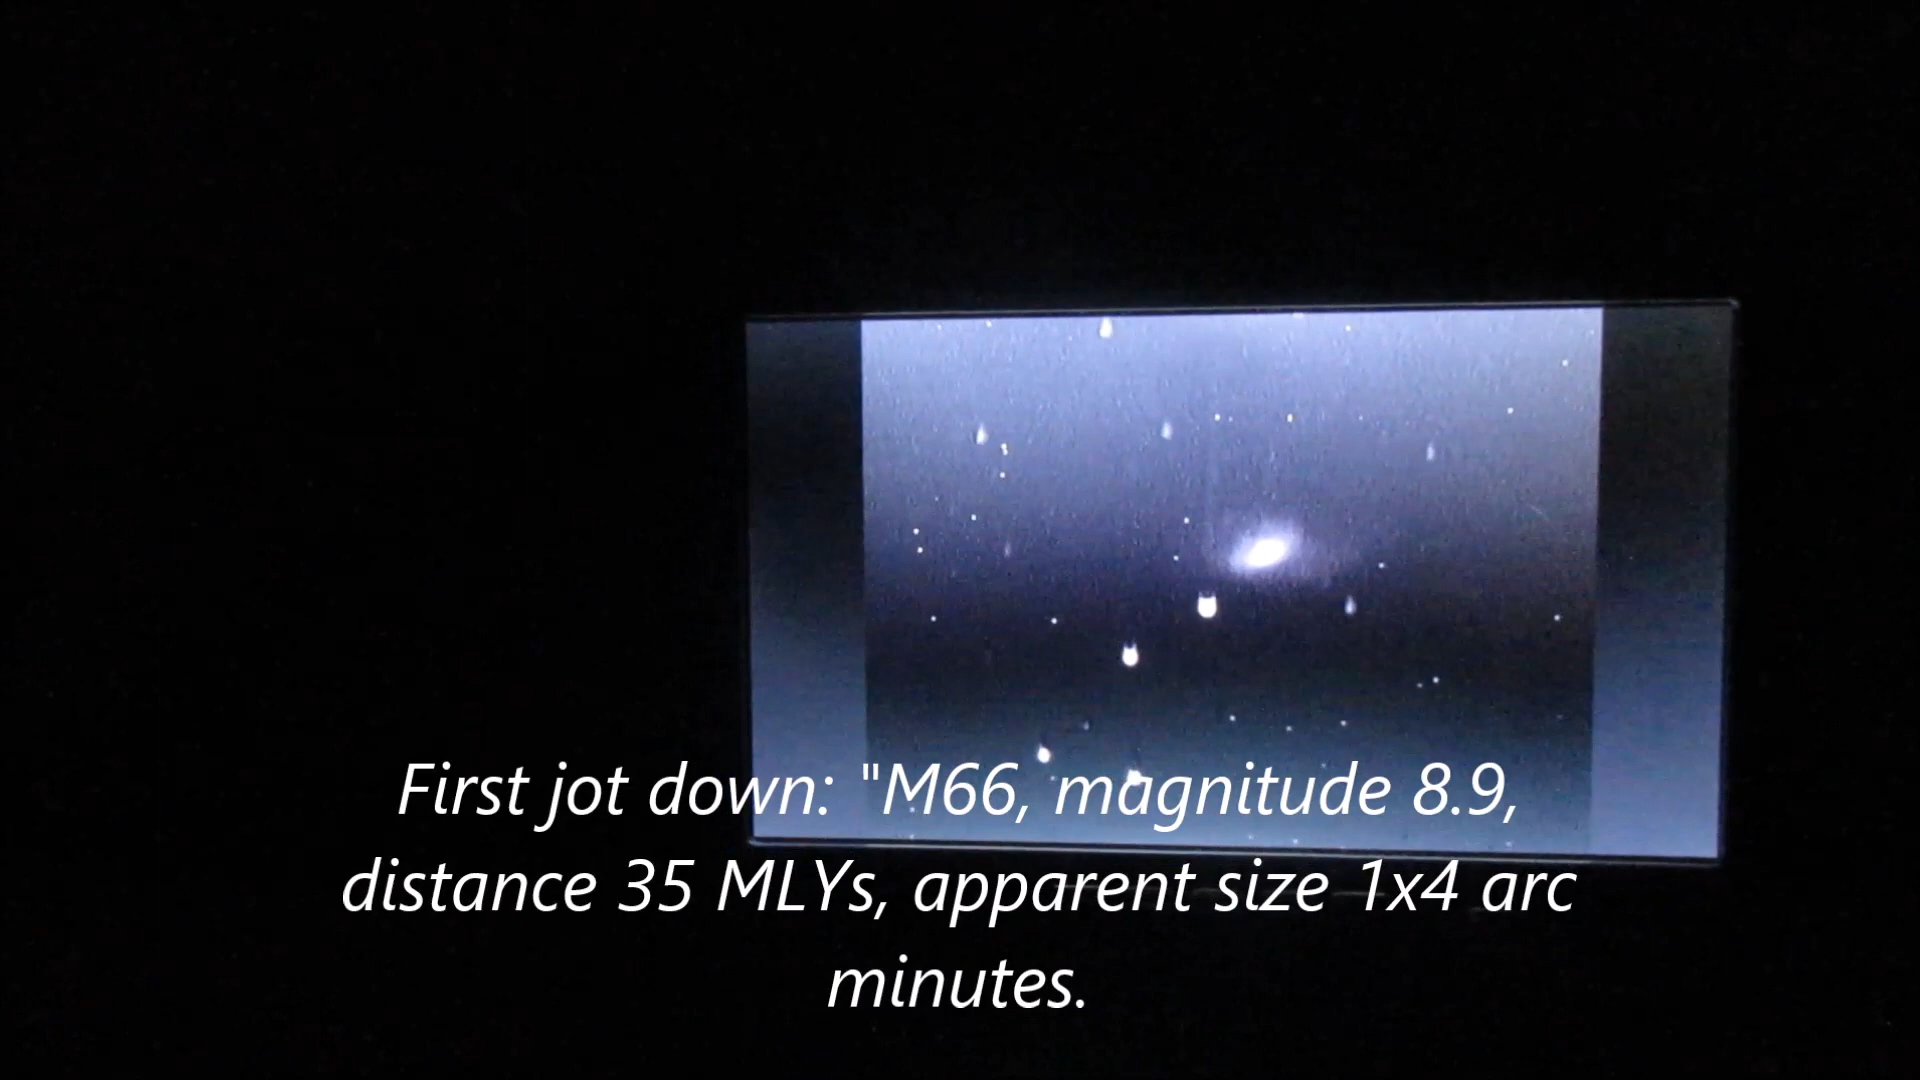 First jot down: "M66, magnitude 8.9,
distance 35 MLYs, apparent size 1x4 arc
minutes.